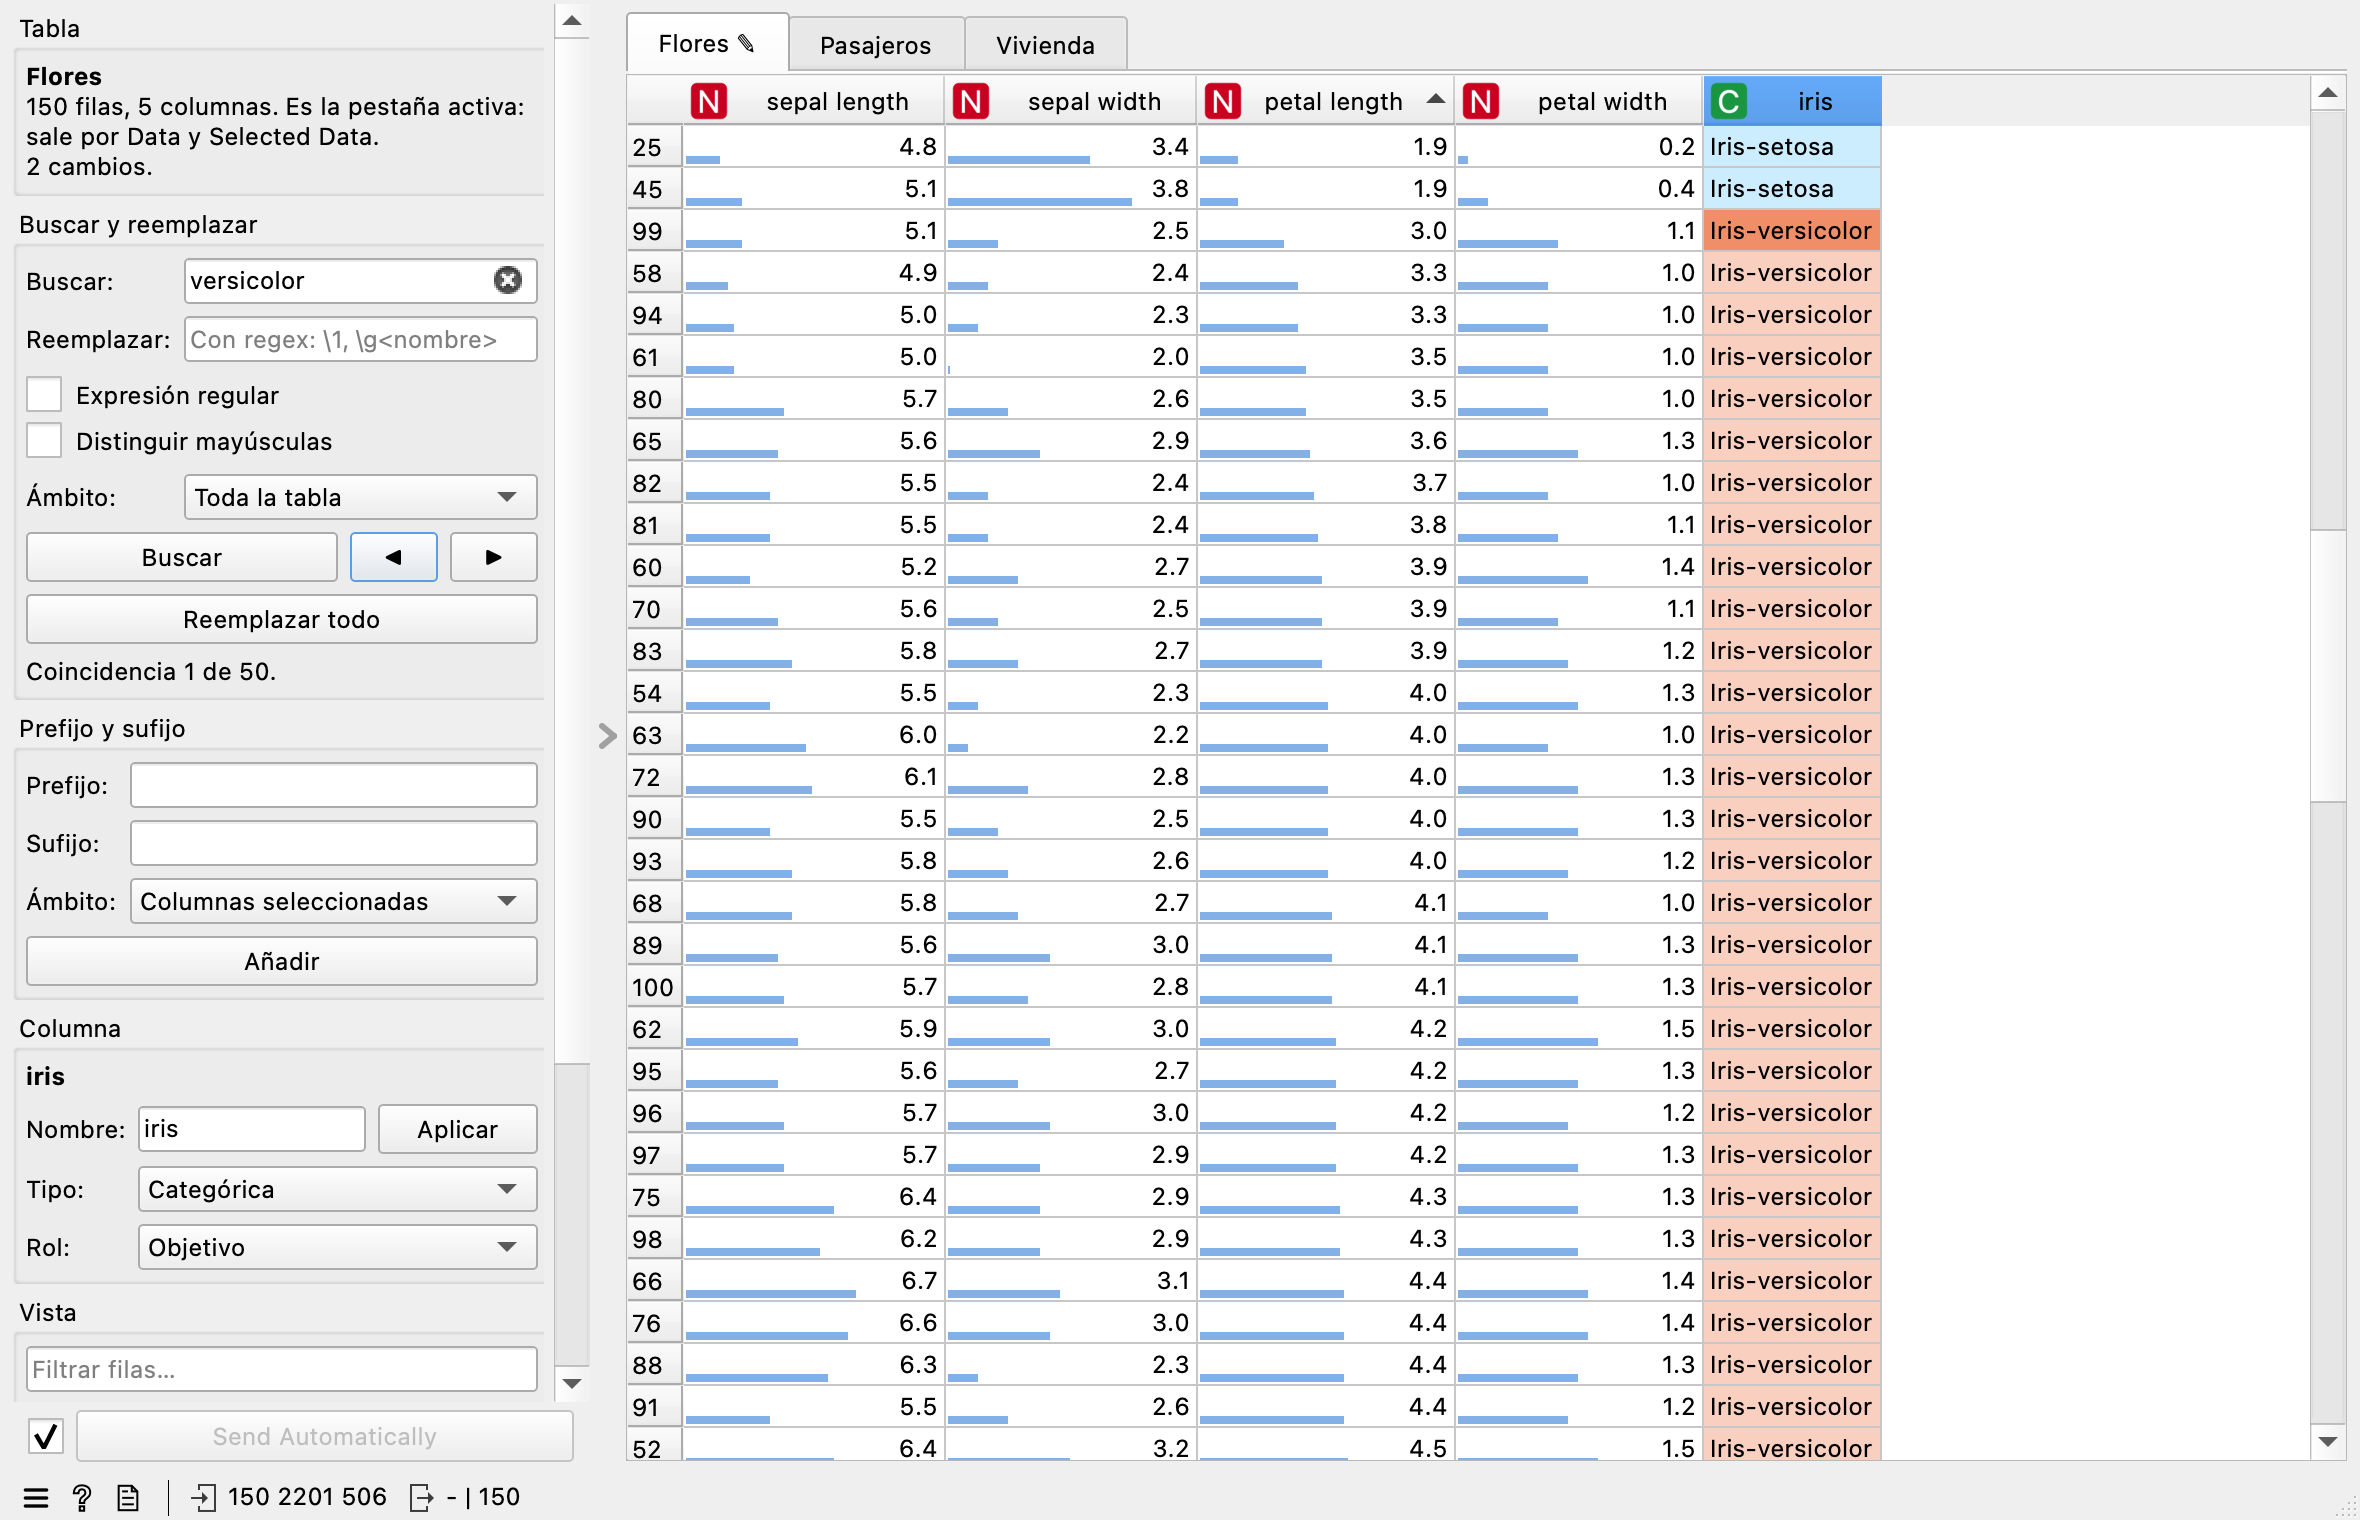 Tabla
Flores
150 filas, 5 columnas. Es la pestaña activa:
sale por Data y Selected Data.
2 cambios.
Buscar y reemplazar
Buscar: versicolor
Reemplazar: Con regex: \1, \g<nombre>
Expresión regular
Distinguir mayúsculas
Ámbito: Toda la tabla
Buscar ◀ ▶
Reemplazar todo
Coincidencia 1 de 50.
Prefijo y sufijo
Prefijo:
Sufijo:
Ámbito: Columnas seleccionadas
Añadir
Columna
iris
Nombre: iris Aplicar
Tipo: Categórica
Rol: Objetivo
Vista
Filtrar filas...
Send Automatically
? 150 2201 506 - | 150
Flores ✎ Pasajeros Vivienda
N sepal length N sepal width N petal length N petal width C iris
25 4.8 3.4 1.9 0.2 Iris-setosa
45 5.1 3.8 1.9 0.4 Iris-setosa
99 5.1 2.5 3.0 1.1 Iris-versicolor
58 4.9 2.4 3.3 1.0 Iris-versicolor
94 5.0 2.3 3.3 1.0 Iris-versicolor
61 5.0 2.0 3.5 1.0 Iris-versicolor
80 5.7 2.6 3.5 1.0 Iris-versicolor
65 5.6 2.9 3.6 1.3 Iris-versicolor
82 5.5 2.4 3.7 1.0 Iris-versicolor
81 5.5 2.4 3.8 1.1 Iris-versicolor
60 5.2 2.7 3.9 1.4 Iris-versicolor
70 5.6 2.5 3.9 1.1 Iris-versicolor
83 5.8 2.7 3.9 1.2 Iris-versicolor
54 5.5 2.3 4.0 1.3 Iris-versicolor
63 6.0 2.2 4.0 1.0 Iris-versicolor
72 6.1 2.8 4.0 1.3 Iris-versicolor
90 5.5 2.5 4.0 1.3 Iris-versicolor
93 5.8 2.6 4.0 1.2 Iris-versicolor
68 5.8 2.7 4.1 1.0 Iris-versicolor
89 5.6 3.0 4.1 1.3 Iris-versicolor
100 5.7 2.8 4.1 1.3 Iris-versicolor
62 5.9 3.0 4.2 1.5 Iris-versicolor
95 5.6 2.7 4.2 1.3 Iris-versicolor
96 5.7 3.0 4.2 1.2 Iris-versicolor
97 5.7 2.9 4.2 1.3 Iris-versicolor
75 6.4 2.9 4.3 1.3 Iris-versicolor
98 6.2 2.9 4.3 1.3 Iris-versicolor
66 6.7 3.1 4.4 1.4 Iris-versicolor
76 6.6 3.0 4.4 1.4 Iris-versicolor
88 6.3 2.3 4.4 1.3 Iris-versicolor
91 5.5 2.6 4.4 1.2 Iris-versicolor
52 6.4 3.2 4.5 1.5 Iris-versicolor